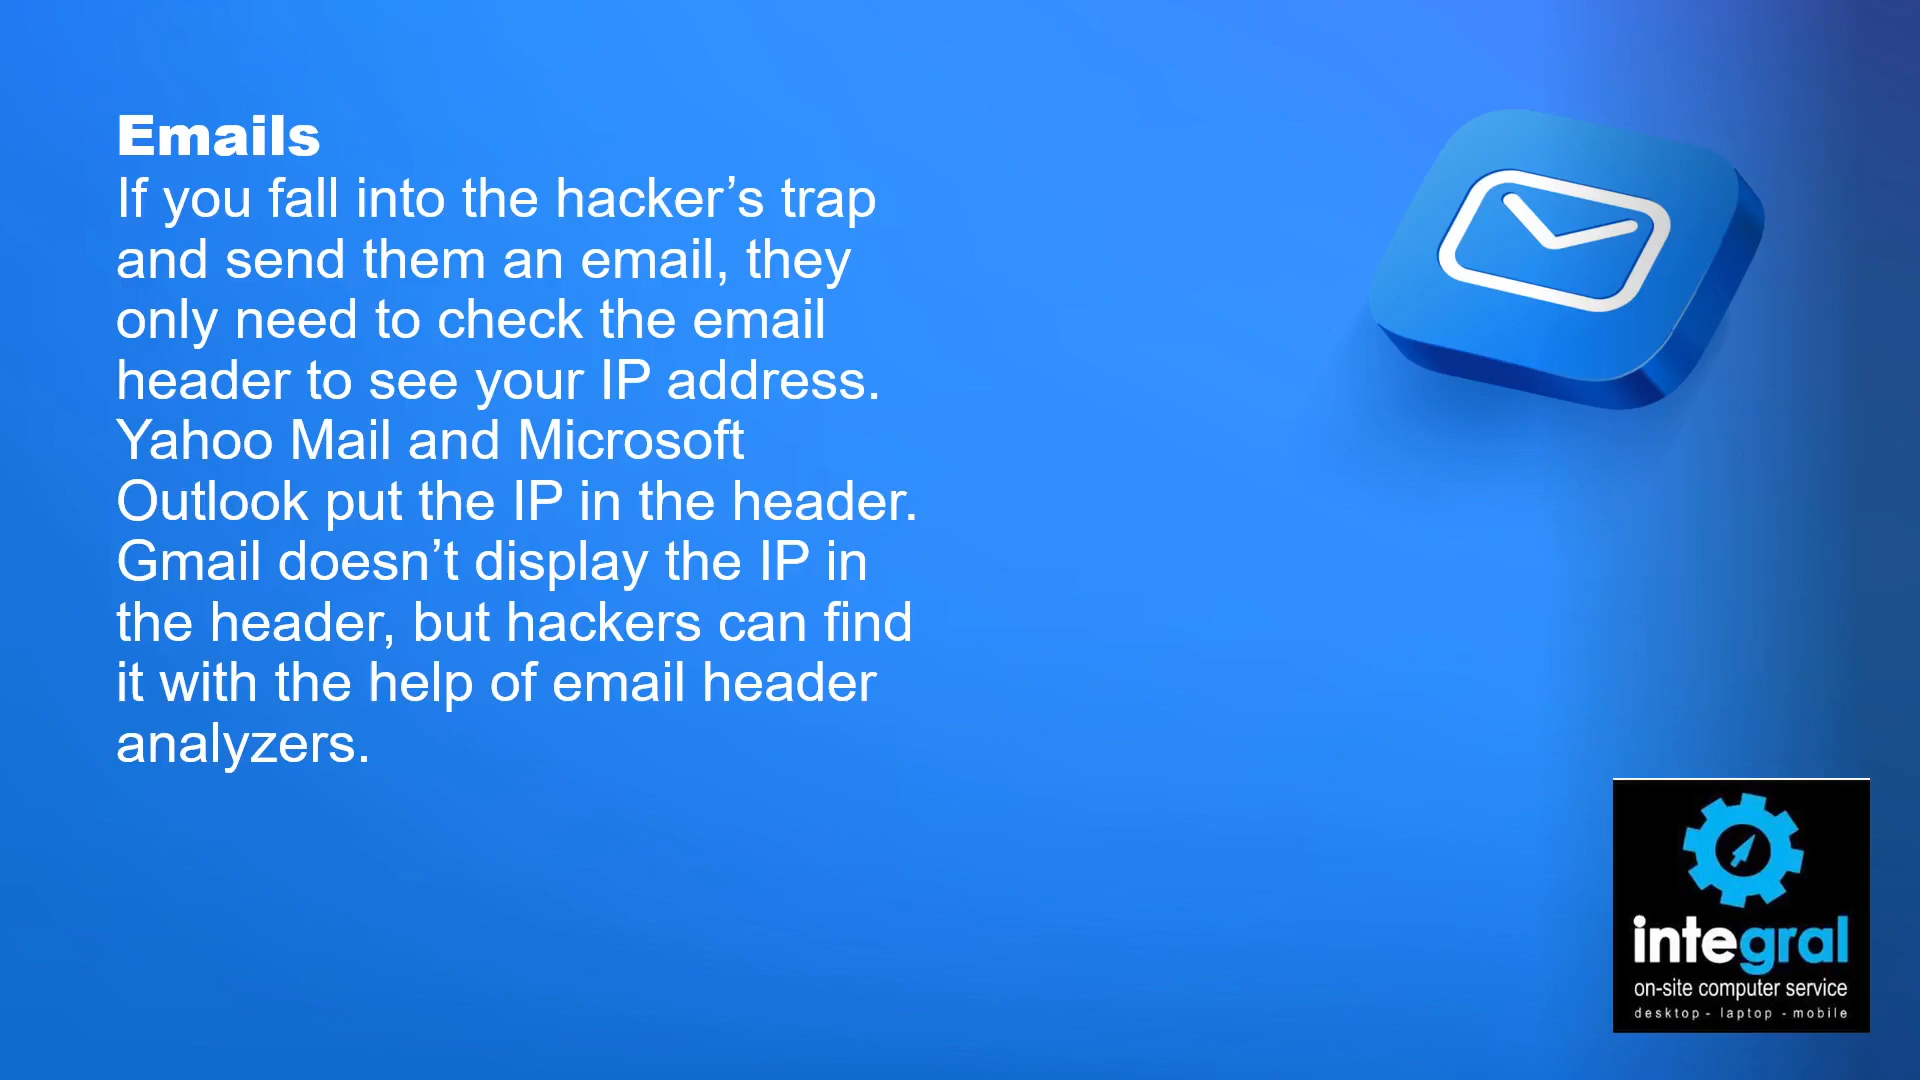 Emails
If you fall into the hacker’s trap
and send them an email, they
only need to check the email
header to see your IP address.
Yahoo Mail and Microsoft
Outlook put the IP in the header.
Gmail doesn’t display the IP in
the header, but hackers can find
it with the help of email header
analyzers.
integral
on-site computer service
desktop - laptop - mobile